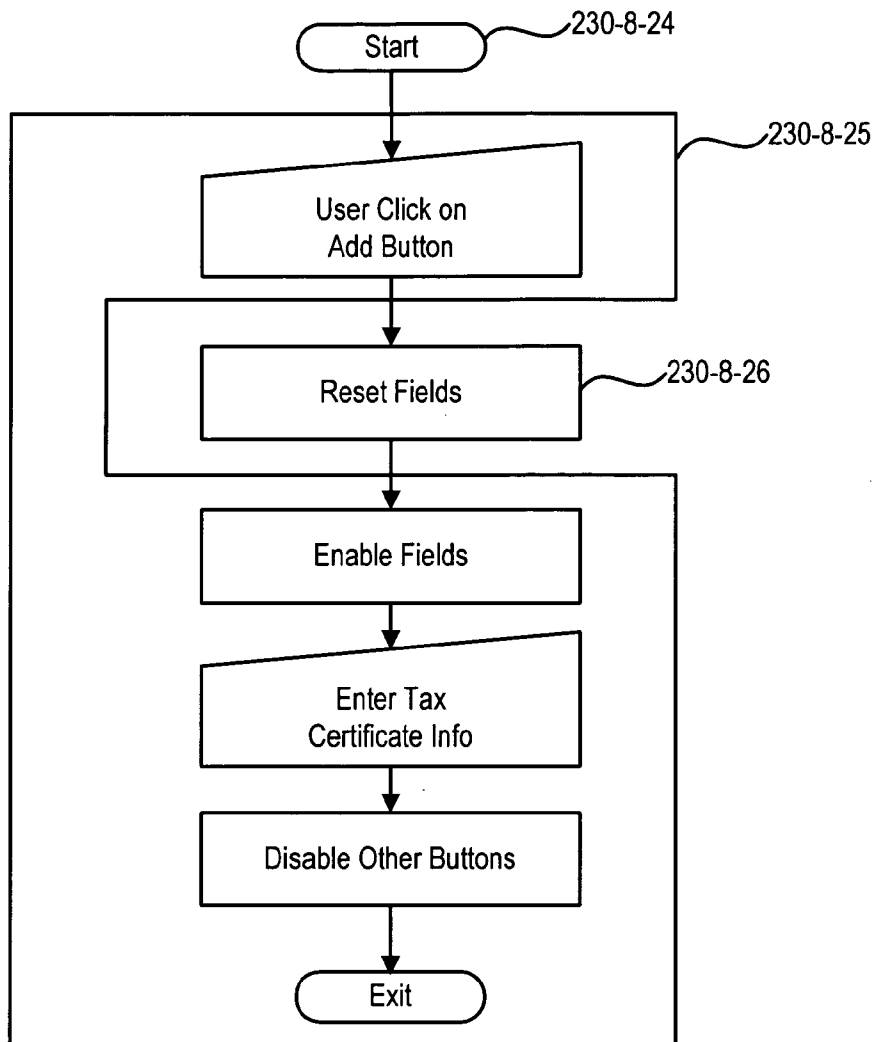 Start
230-8-24
230-8-25
User Click on
Add Button
Reset Fields
230-8-26
Enable Fields
Enter Tax
Certificate Info
Disable Other Buttons
Exit